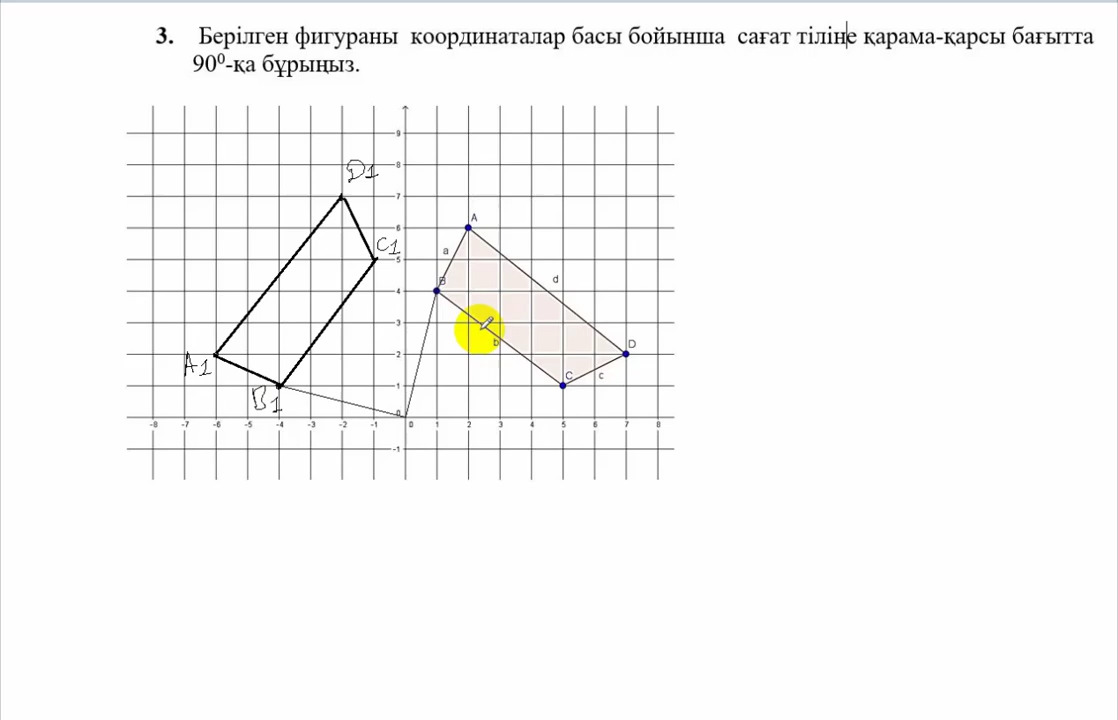 3. Берілген фигураны координаталар басы бойынша сағат тіліне қарама-қарсы бағытта
90⁰-қа бұрыңыз.
9
D1
8
7
A
6
C1
a
5
d
B
4
3
b
D
A1
2
C
c
B1
1
0
-8 -7 -6 -5 -4 -3 -2 -1 0 1 2 3 4 5 6 7 8
-1